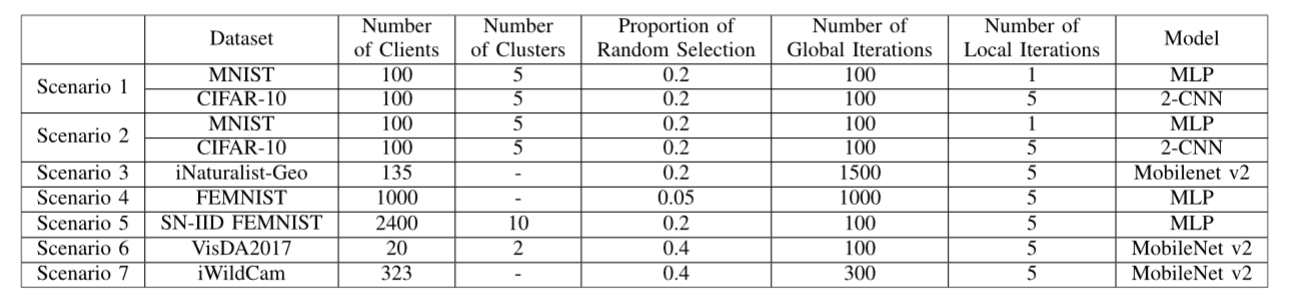 Dataset Number of Clients Number of Clusters Proportion of Random Selection Number of Global Iterations Number of Local Iterations Model
Scenario 1 MNIST 100 5 0.2 100 1 MLP
CIFAR-10 100 5 0.2 100 5 2-CNN
Scenario 2 MNIST 100 5 0.2 100 1 MLP
CIFAR-10 100 5 0.2 100 5 2-CNN
Scenario 3 iNaturalist-Geo 135 - 0.2 1500 5 Mobilenet v2
Scenario 4 FEMNIST 1000 - 0.05 1000 5 MLP
Scenario 5 SN-IID FEMNIST 2400 10 0.2 100 5 MLP
Scenario 6 VisDA2017 20 2 0.4 100 5 MobileNet v2
Scenario 7 iWildCam 323 - 0.4 300 5 MobileNet v2